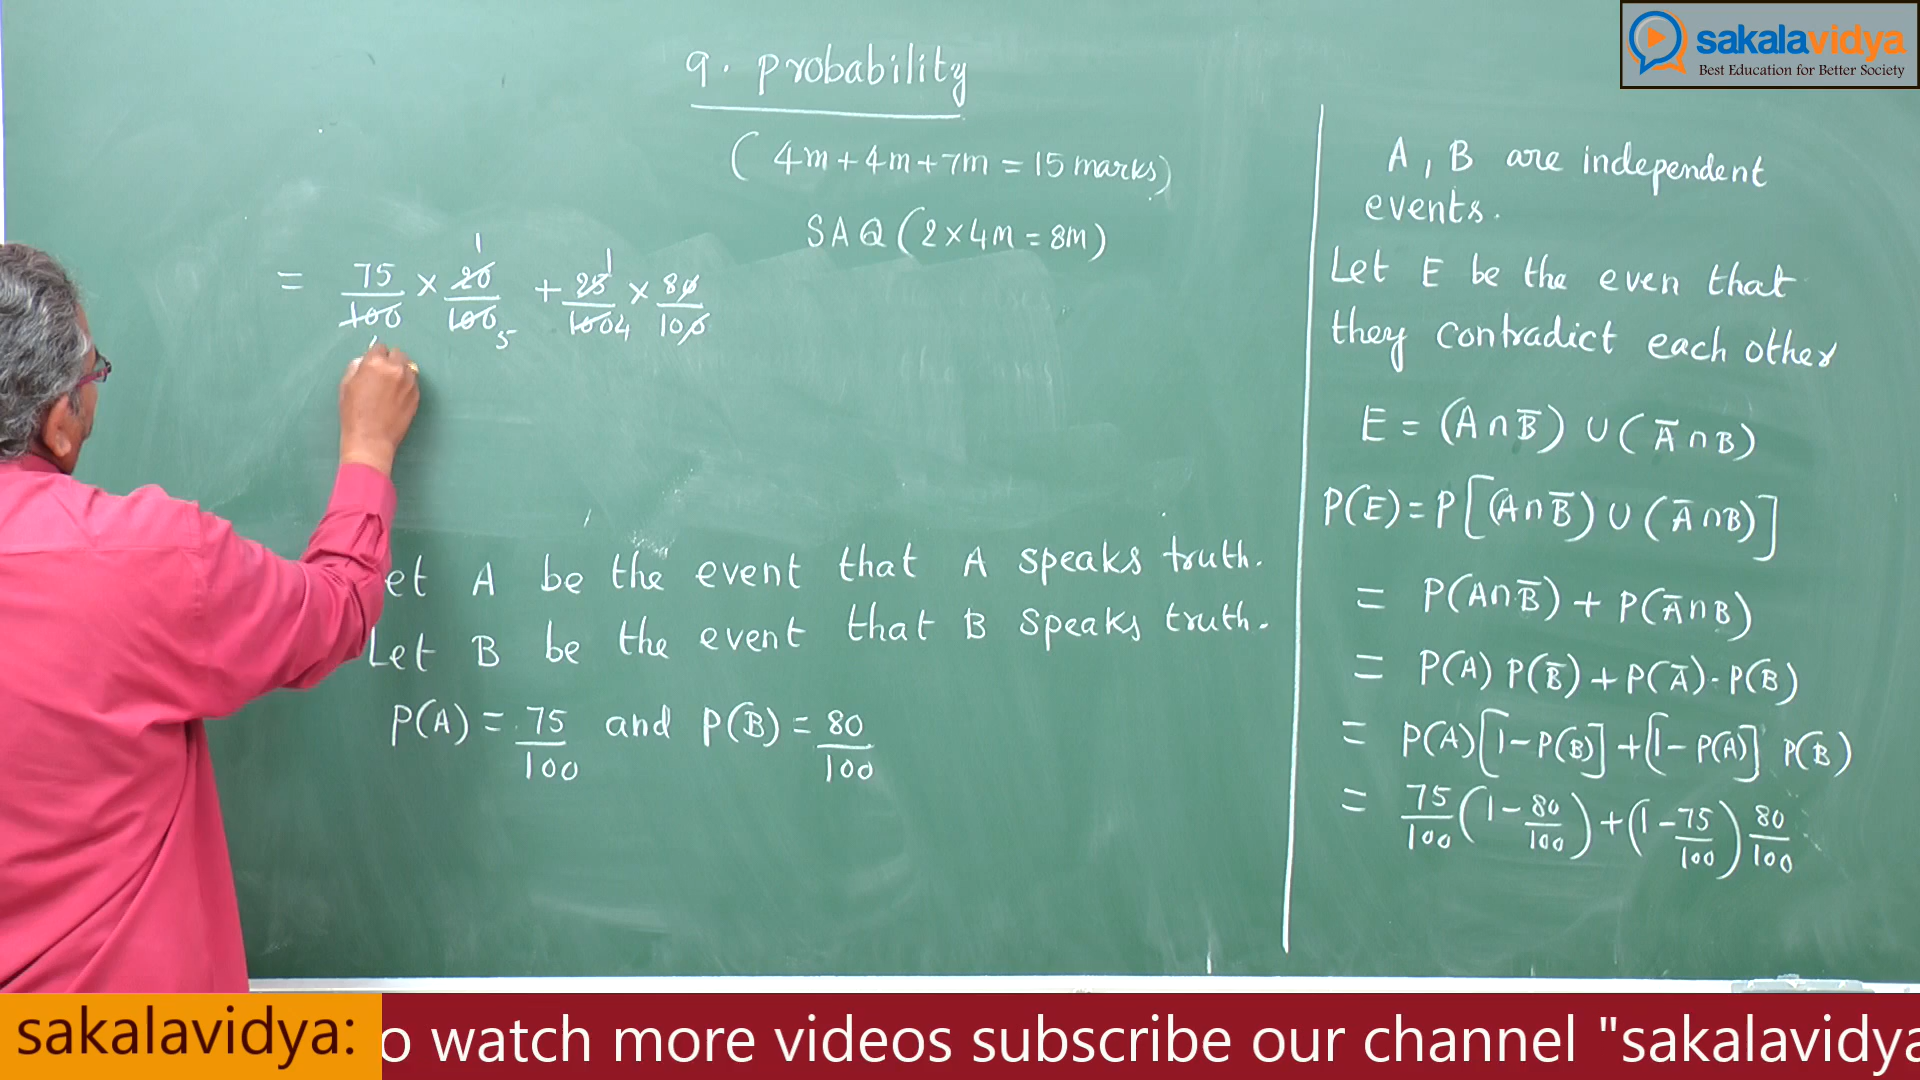 sakalavidya
Best Education for Better Society
9. probability
(4m + 4m + 7m = 15 marks)
SAQ (2 × 4m = 8m)
= 75/100 × 20/100 + 25/100 × 80/100
1 1
5 4
et A be the event that A speaks truth.
Let B be the event that B speaks truth.
P(A) = 75/100 and P(B) = 80/100
A, B are independent
events.
Let E be the even that
they contradict each other
E = (A∩B̅) ∪ (A̅∩B)
P(E) = P[(A∩B̅) ∪ (A̅∩B)]
= P(A∩B̅) + P(A̅∩B)
= P(A) P(B̅) + P(A̅) · P(B)
= P(A)[1 - P(B)] + [1 - P(A)] P(B)
= 75/100 (1 - 80/100) + (1 - 75/100) 80/100
sakalavidya: o watch more videos subscribe our channel "sakalavidya